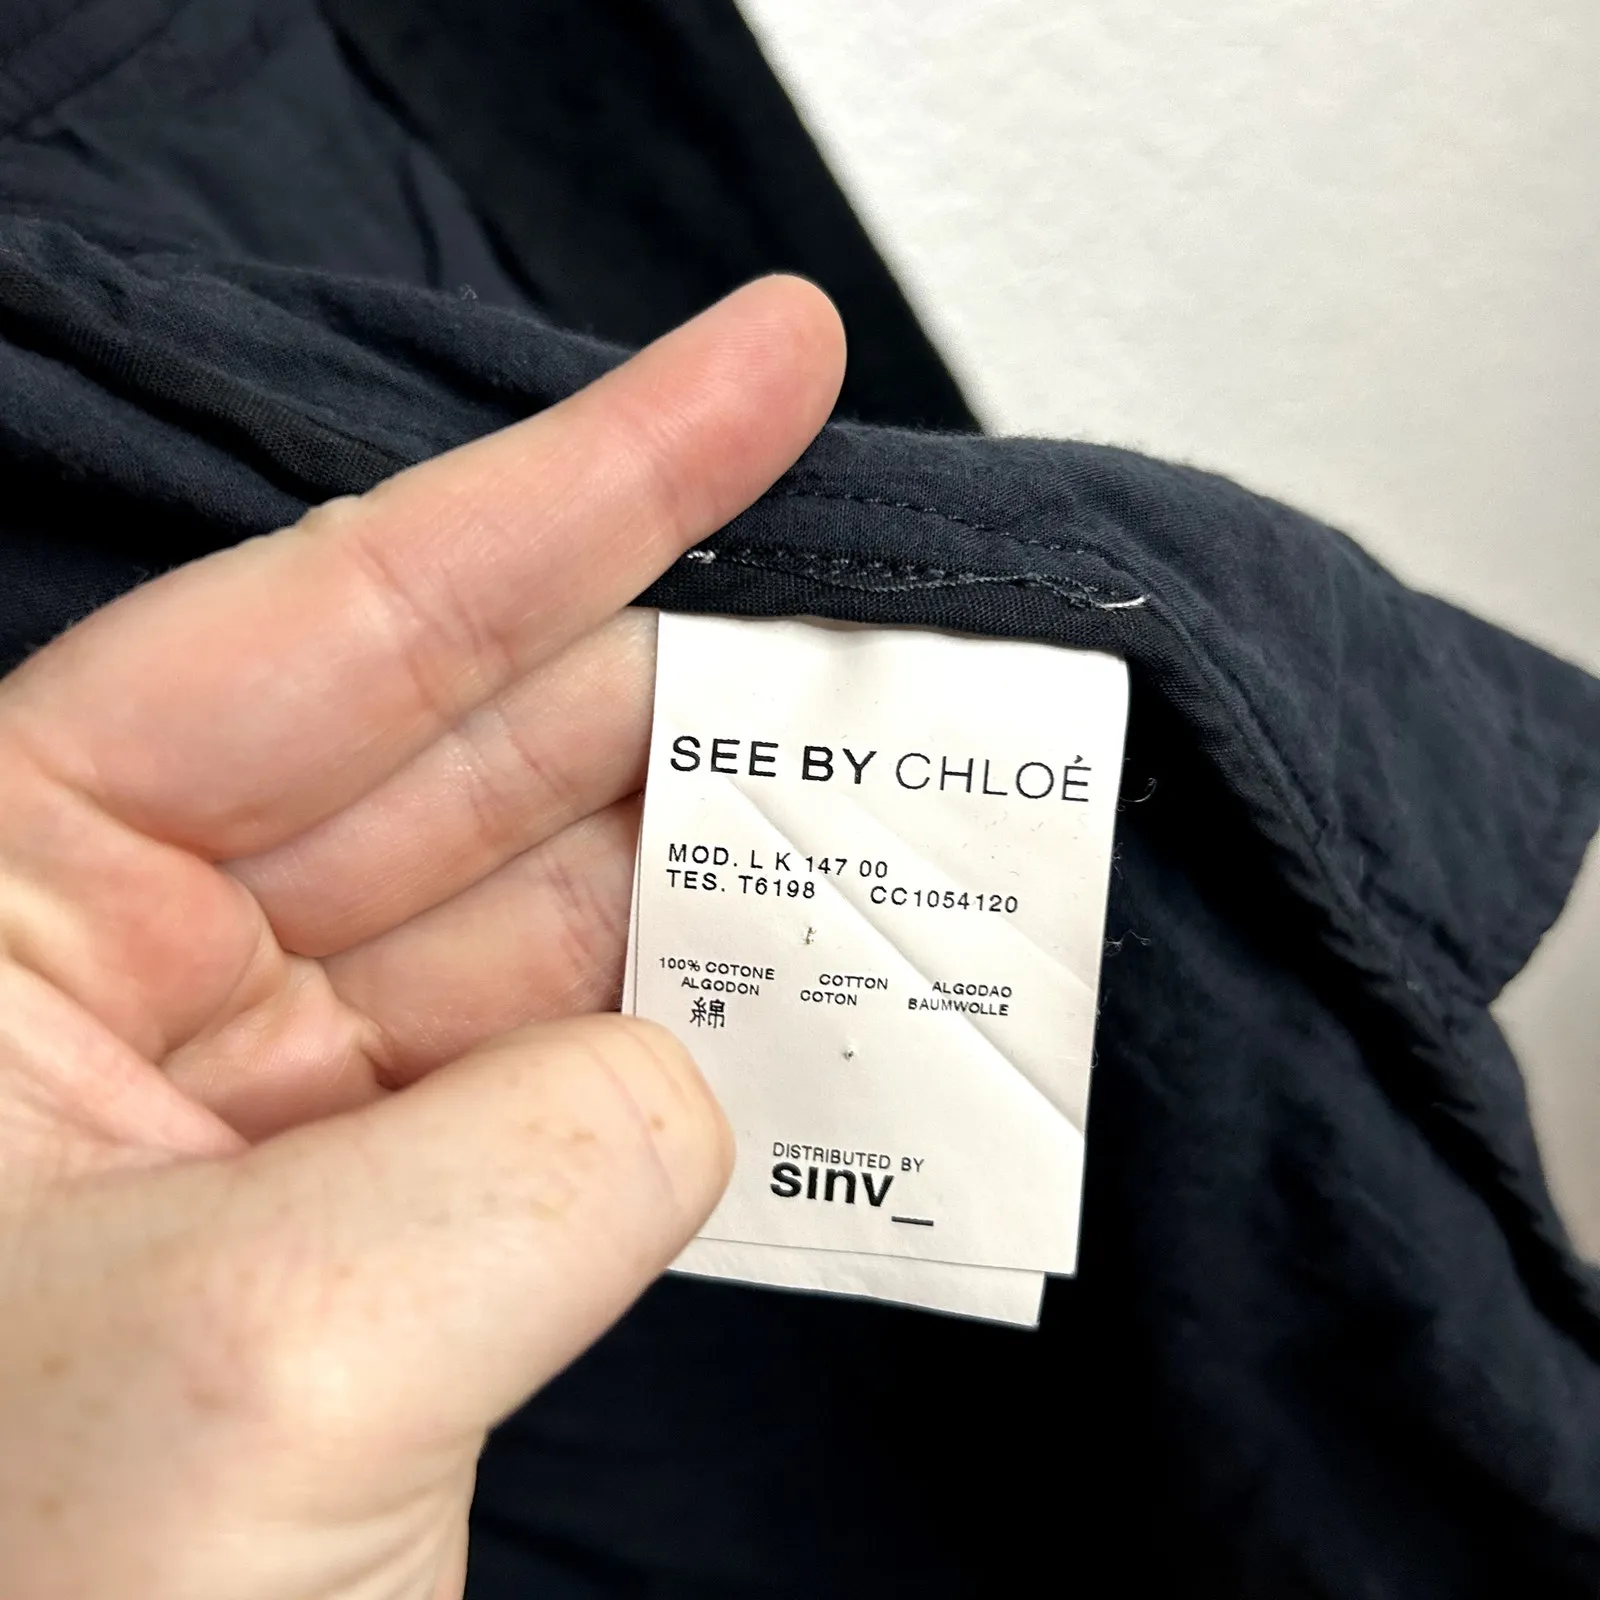 SEE BY CHLOÉ
MOD. L K 147 00
TES. T6198 CC1054120
100% COTONE COTTON ALGODAO
ALGODON COTON BAUMWOLLE
綿
DISTRIBUTED BY
sinv_